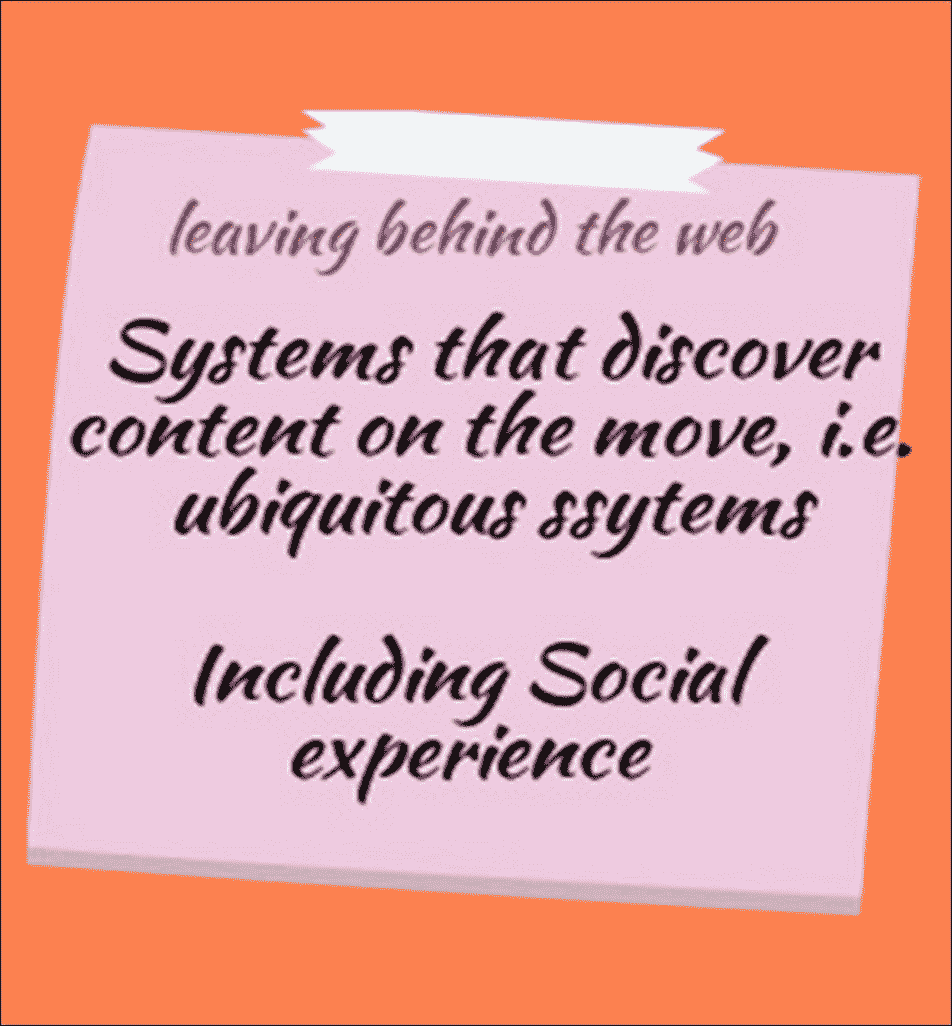 leaving behind the web
Systems that discover
content on the move, i.e.
ubiquitous ssytems
Including Social
experience